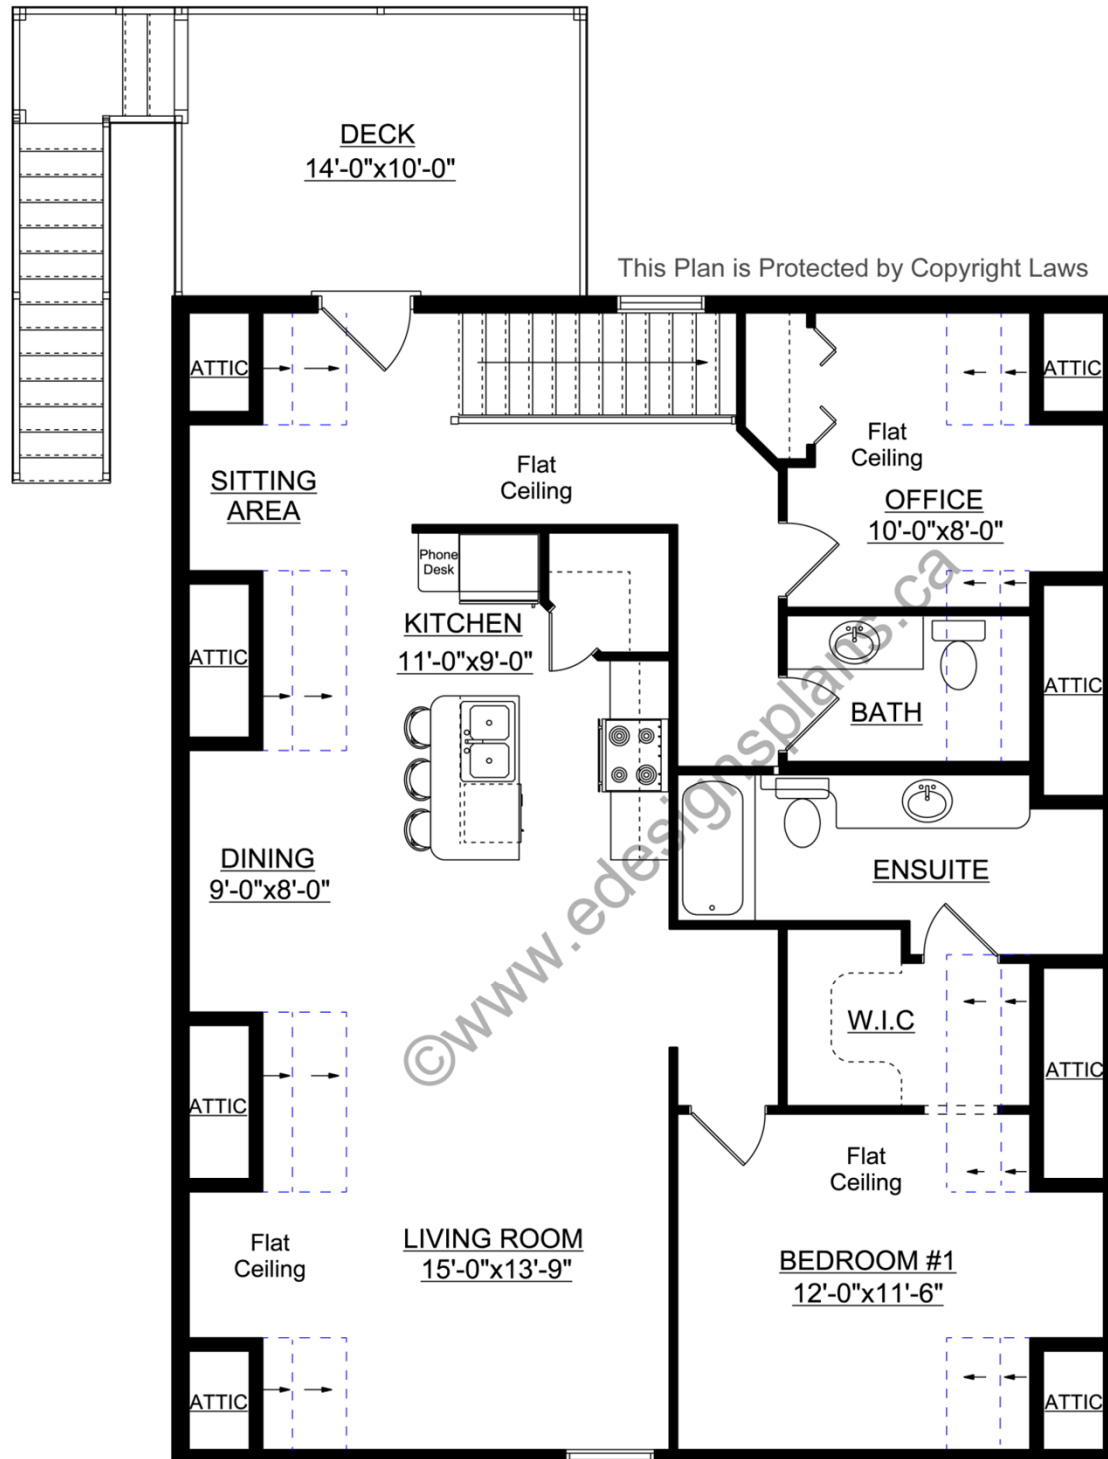 DECK
14'-0"x10'-0"
This Plan is Protected by Copyright Laws
ATTIC
ATTIC
Flat
Ceiling
Flat
Ceiling
SITTING
AREA
OFFICE
10'-0"x8'-0"
Phone
Desk
KITCHEN
11'-0"x9'-0"
ATTIC
ATTIC
BATH
DINING
9'-0"x8'-0"
ENSUITE
©www.edesignsplans.ca
W.I.C
ATTIC
ATTIC
Flat
Ceiling
Flat
Ceiling
LIVING ROOM
15'-0"x13'-9"
BEDROOM #1
12'-0"x11'-6"
ATTIC
ATTIC